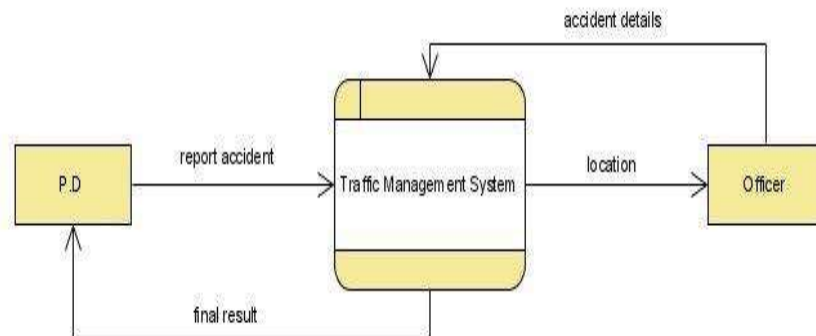 accident details
report accident
P.D
Traffic Management System
location
Officer
final result